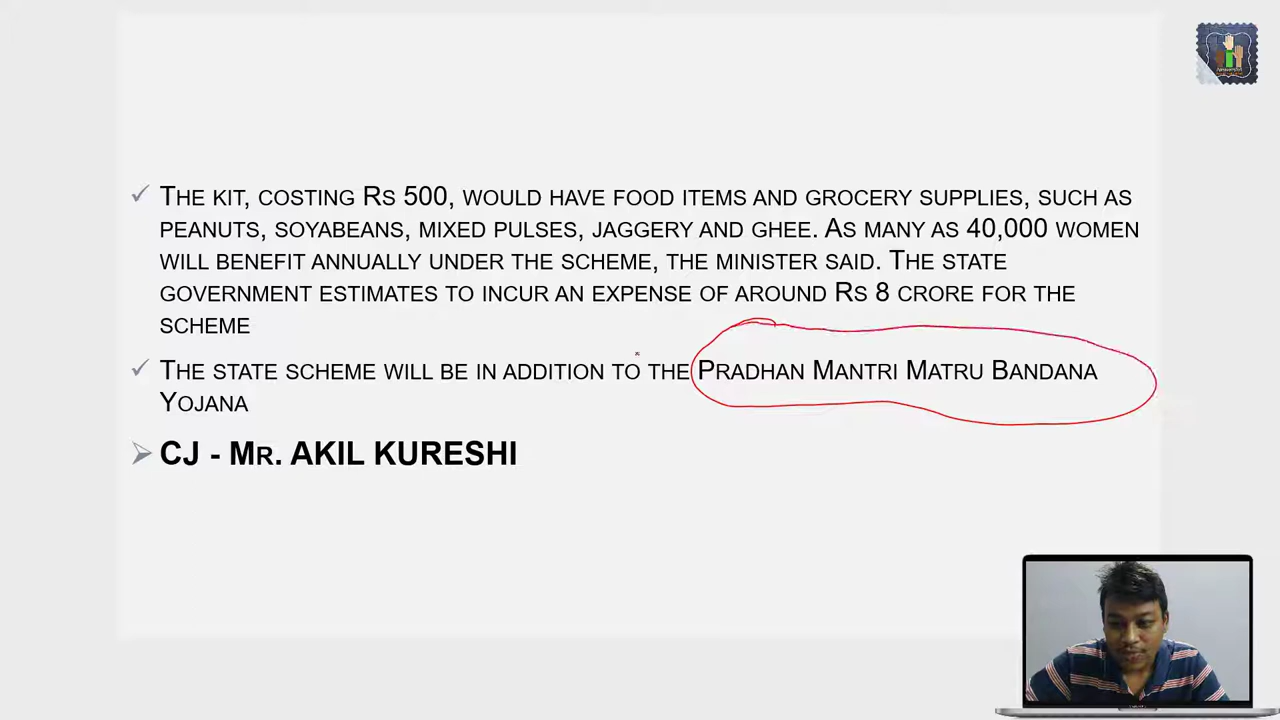 The kit, costing Rs 500, would have food items and grocery supplies, such as
peanuts, soyabeans, mixed pulses, jaggery and ghee. As many as 40,000 women
will benefit annually under the scheme, the minister said. The state
government estimates to incur an expense of around Rs 8 crore for the
scheme
The state scheme will be in addition to the Pradhan Mantri Matru Bandana
Yojana
CJ - Mr. AKIL KURESHI